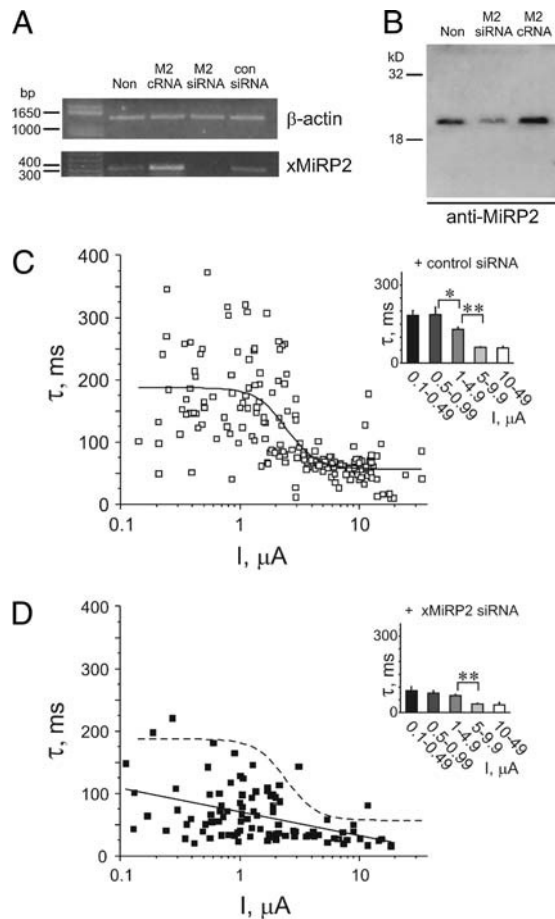 A
Non
M2 cRNA
M2 siRNA
con siRNA
bp
1650
1000
β-actin
400
300
xMiRP2
B
Non
M2 siRNA
M2 cRNA
kD
32
18
anti-MiRP2
C
400
300
200
100
0
τ, ms
0.1
1
10
I, μA
+ control siRNA
300
0
τ, ms
*
**
0.1-0.49
0.5-0.99
1-4.9
5-9.9
10-49
I, μA
D
400
300
200
100
0
τ, ms
0.1
1
10
I, μA
+ xMiRP2 siRNA
300
0
τ, ms
**
0.1-0.49
0.5-0.99
1-4.9
5-9.9
10-49
I, μA